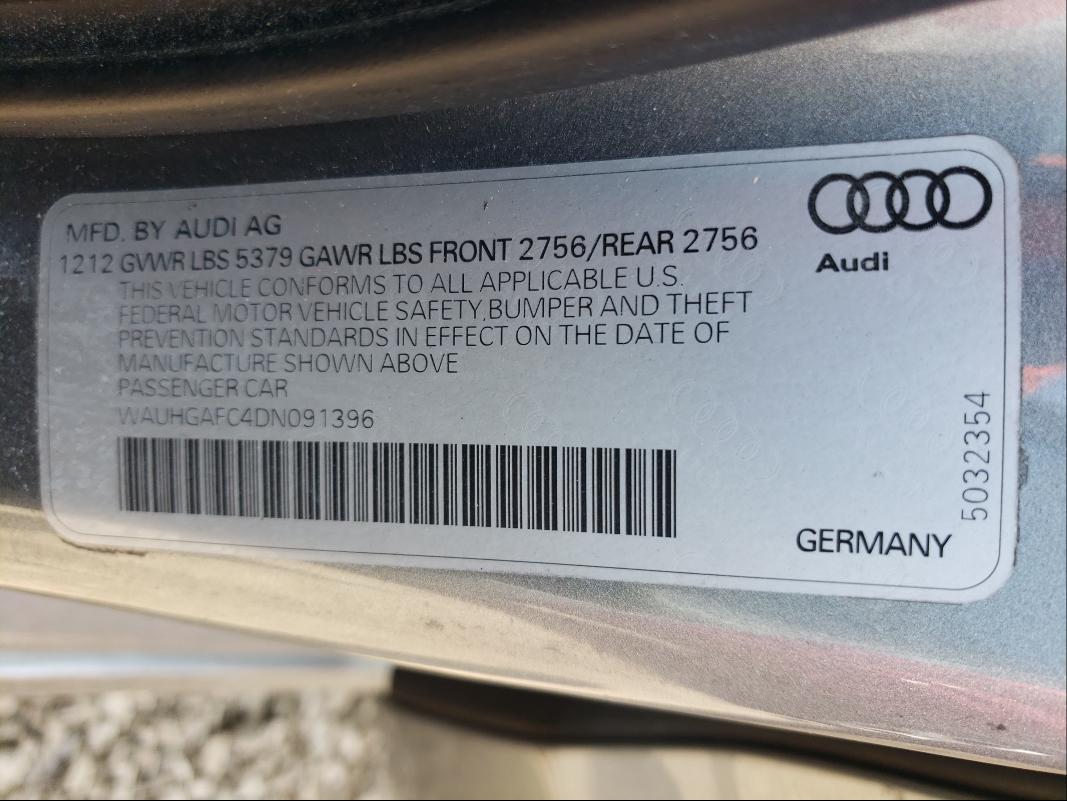 MFD. BY AUDI AG
1212 GVWR LBS 5379 GAWR LBS FRONT 2756/REAR 2756
THIS VEHICLE CONFORMS TO ALL APPLICABLE U.S.
FEDERAL MOTOR VEHICLE SAFETY,BUMPER AND THEFT
PREVENTION STANDARDS IN EFFECT ON THE DATE OF
MANUFACTURE SHOWN ABOVE
PASSENGER CAR
WAUHGAFC4DN091396
Audi
5032354
GERMANY